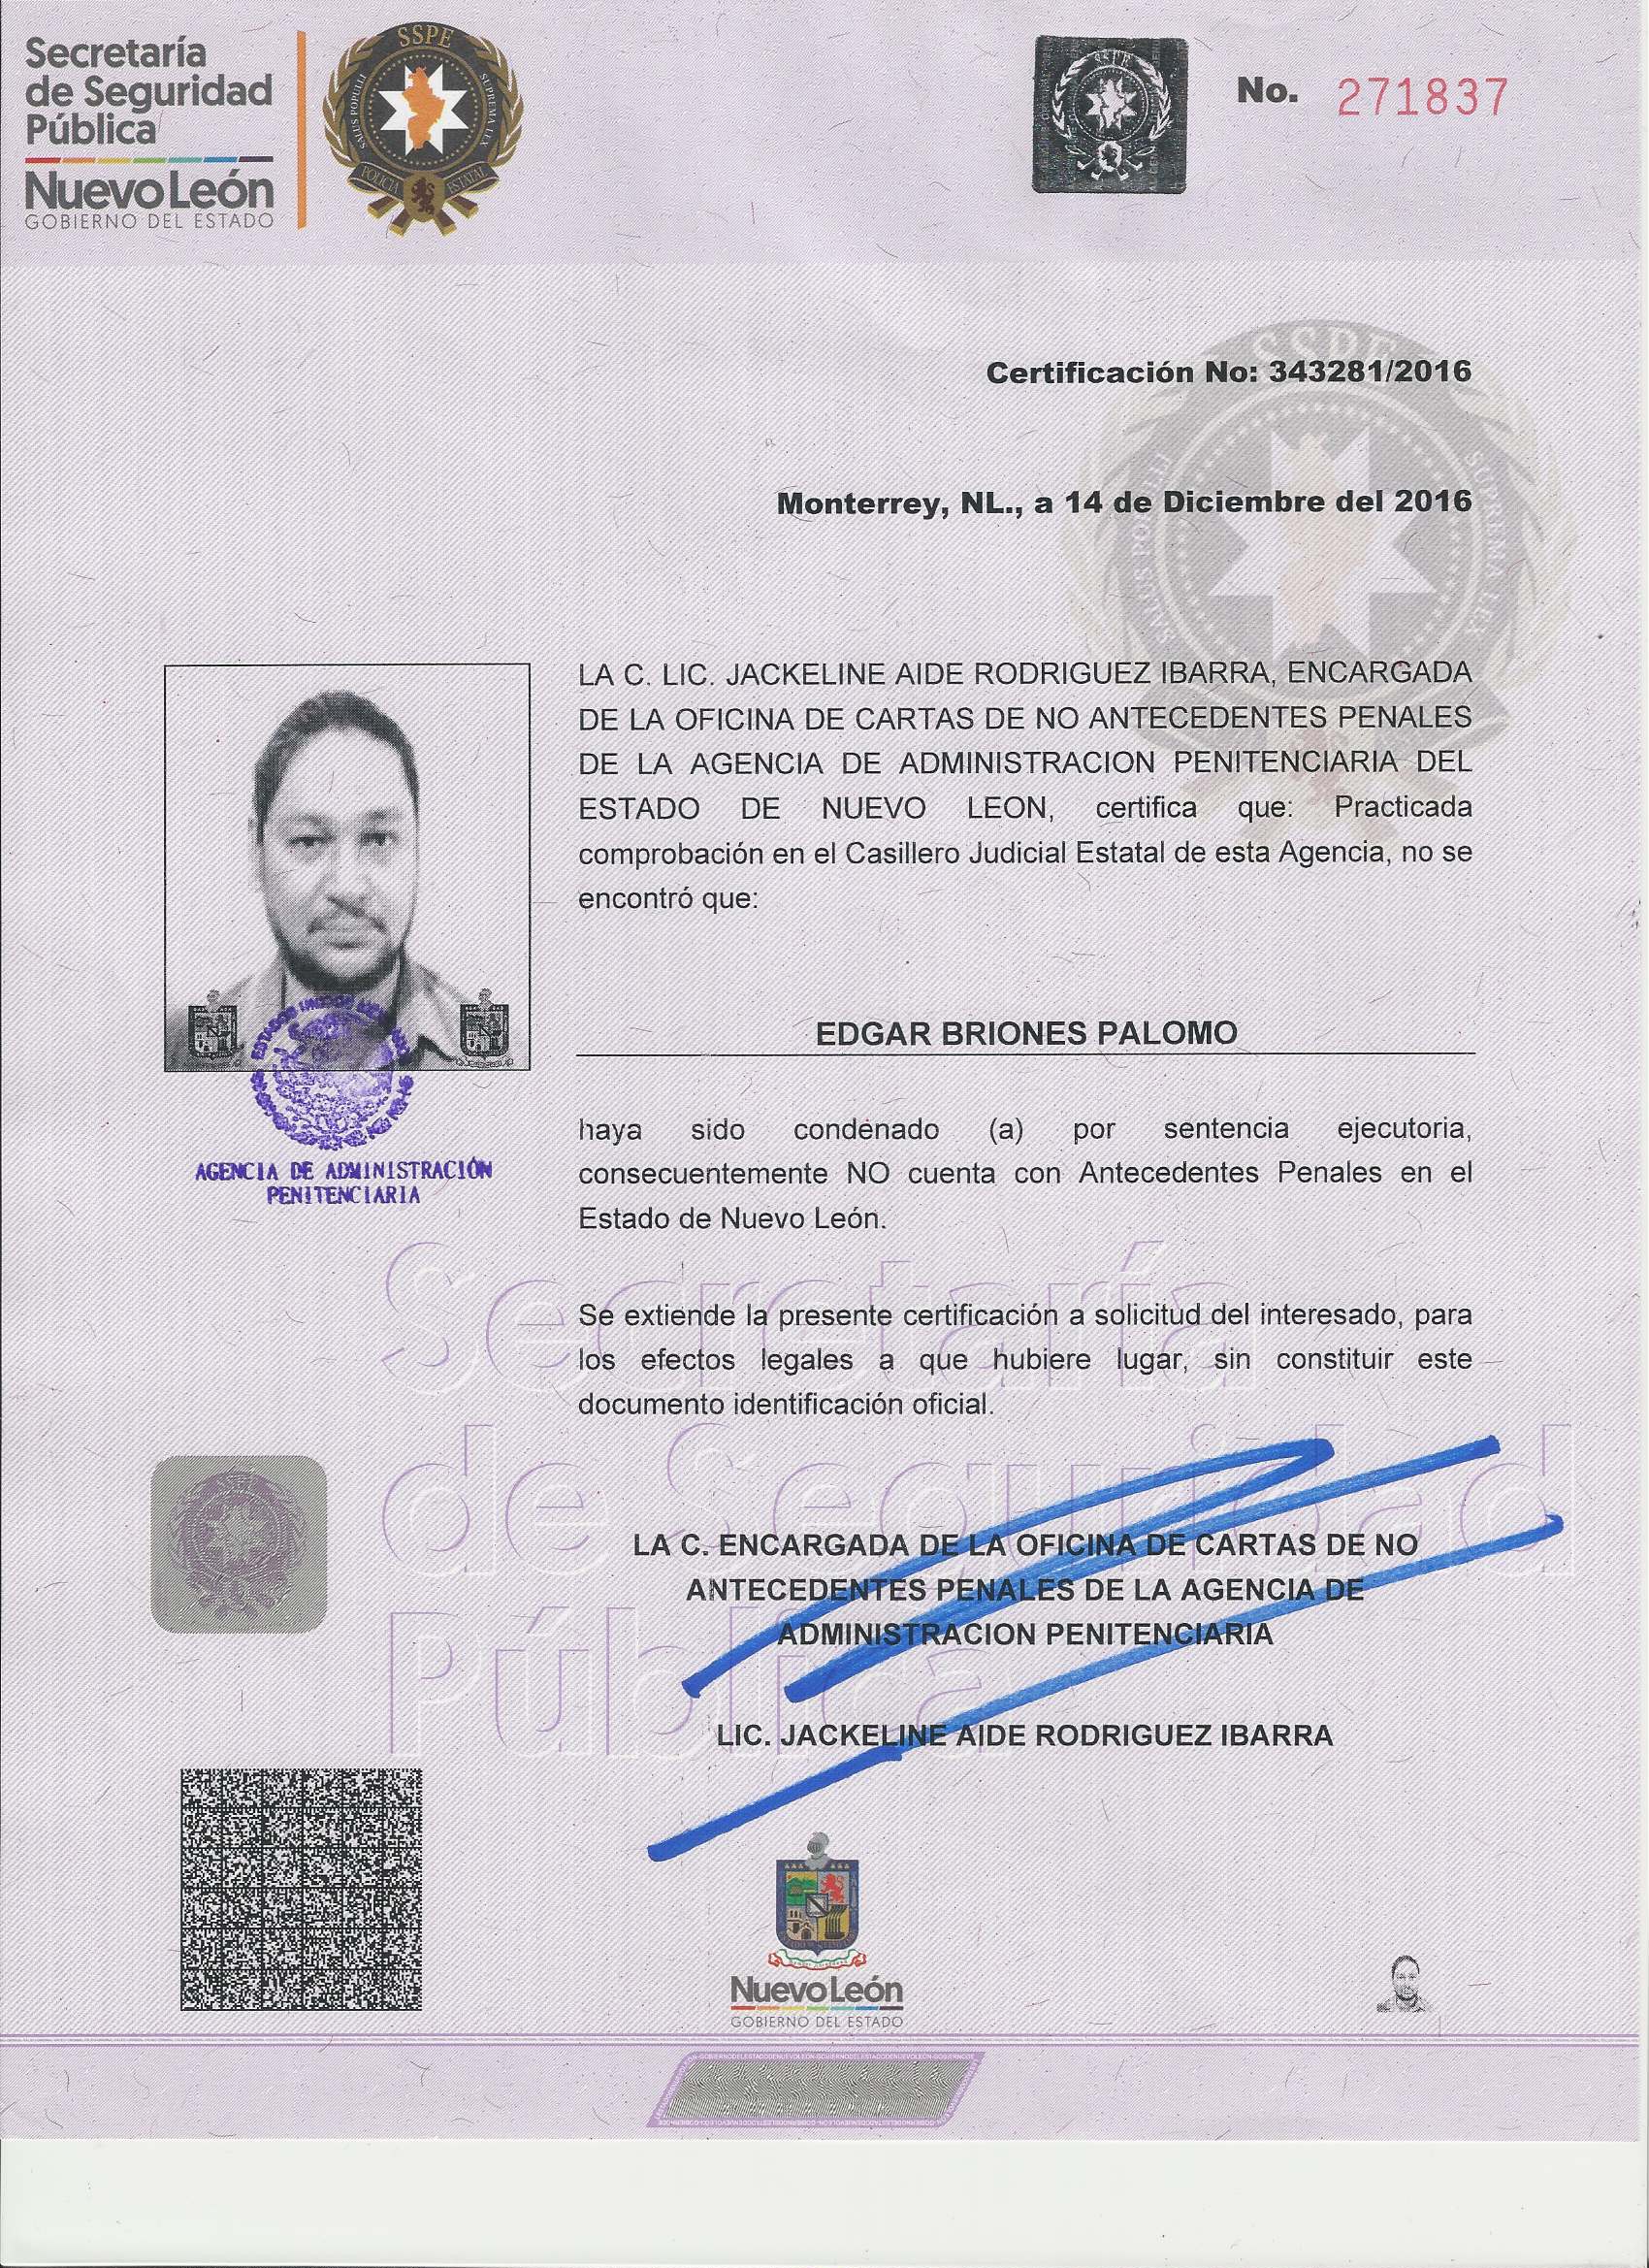 Secretaría
de Seguridad
Pública
NuevoLeón
GOBIERNO DEL ESTADO
SSPE
SALUS POPULI
SUPREMA LEX
POLICIA ESTATAL
SSPE
No. 271837
SSPE
Certificación No: 343281/2016
Monterrey, NL., a 14 de Diciembre del 2016
LA C. LIC. JACKELINE AIDE RODRIGUEZ IBARRA, ENCARGADA
DE LA OFICINA DE CARTAS DE NO ANTECEDENTES PENALES
DE LA AGENCIA DE ADMINISTRACION PENITENCIARIA DEL
ESTADO DE NUEVO LEON, certifica que: Practicada
comprobación en el Casillero Judicial Estatal de esta Agencia, no se
encontró que:
EDGAR BRIONES PALOMO
AGENCIA DE ADMINISTRACIÓN
PENITENCIARIA
haya sido condenado (a) por sentencia ejecutoria,
consecuentemente NO cuenta con Antecedentes Penales en el
Estado de Nuevo León.
Se extiende la presente certificación a solicitud del interesado, para
los efectos legales a que hubiere lugar, sin constituir este
documento identificación oficial.
Secretaría
de Seguridad
Pública
LA C. ENCARGADA DE LA OFICINA DE CARTAS DE NO
ANTECEDENTES PENALES DE LA AGENCIA DE
ADMINISTRACION PENITENCIARIA
LIC. JACKELINE AIDE RODRIGUEZ IBARRA
NuevoLeón
GOBIERNO DEL ESTADO